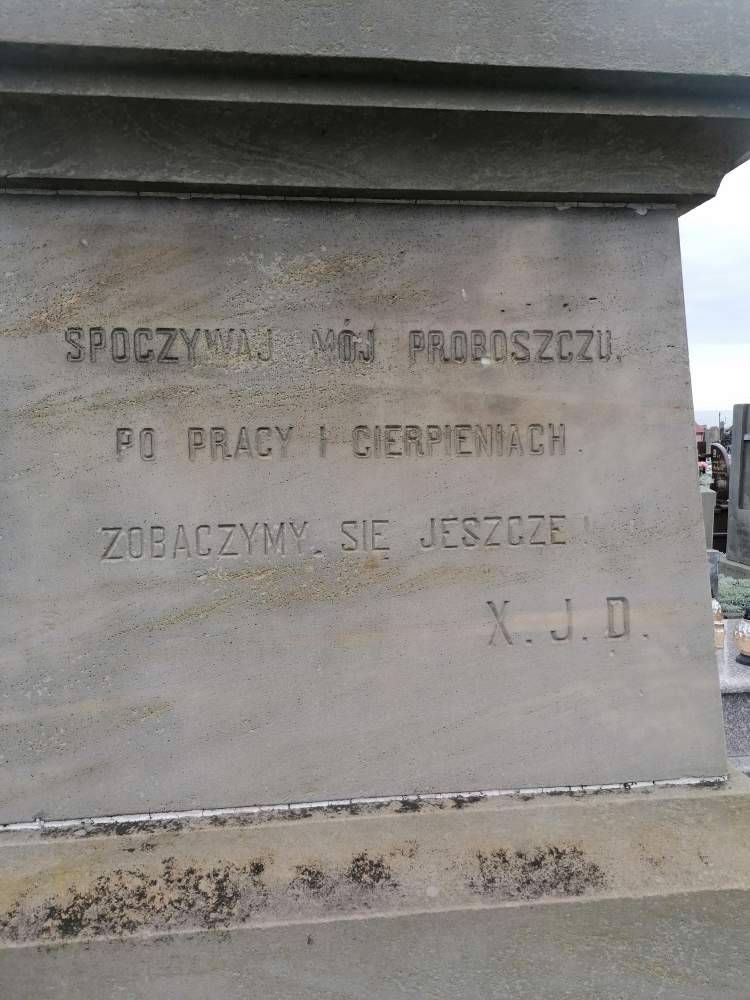 SPOCZYWAJ MÓJ PROBOSZCZU.
PO PRACY I CIERPIENIACH.
ZOBACZYMY SIĘ JESZCZE!
X. J. D.